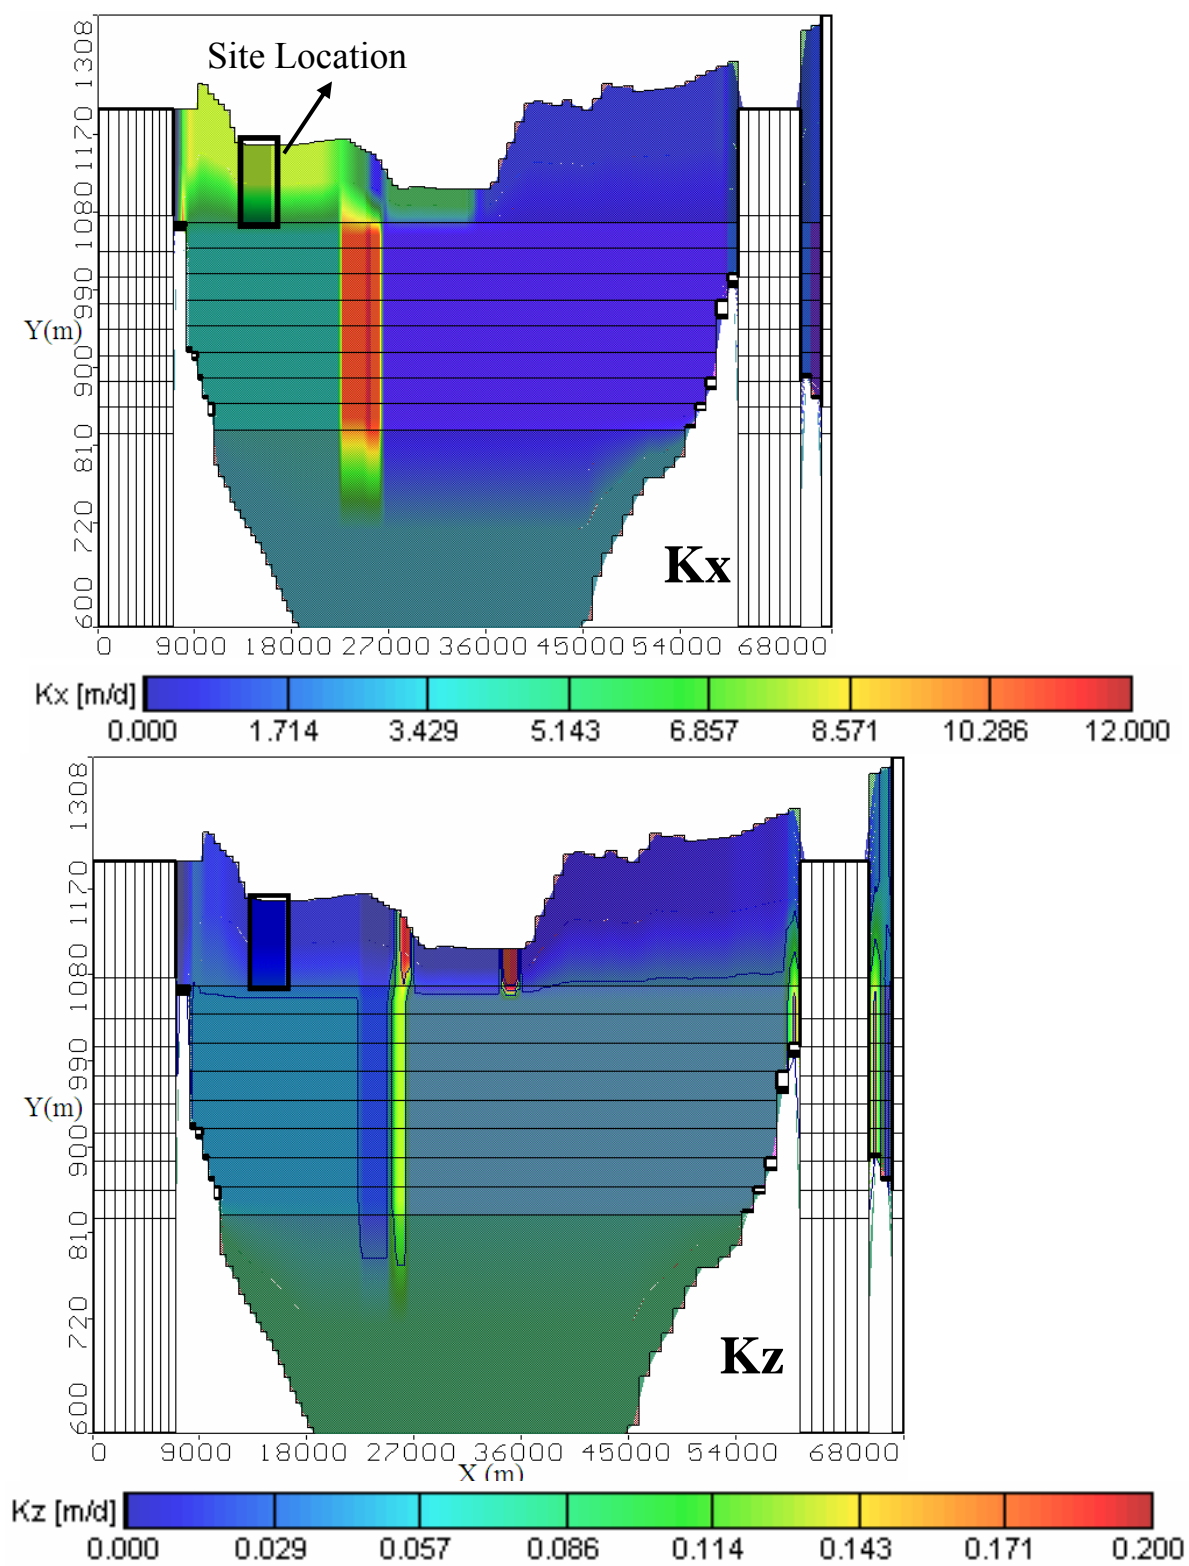 Site Location
1308
1170
1080
990
Y(m)
900
810
720
600
Kx
0 9000 18000 27000 36000 45000 54000 68000
Kx [m/d]
0.000 1.714 3.429 5.143 6.857 8.571 10.286 12.000
1308
1170
1080
990
Y(m)
900
810
720
600
Kz
0 9000 18000 27000 36000 45000 54000 68000
X (m)
Kz [m/d]
0.000 0.029 0.057 0.086 0.114 0.143 0.171 0.200